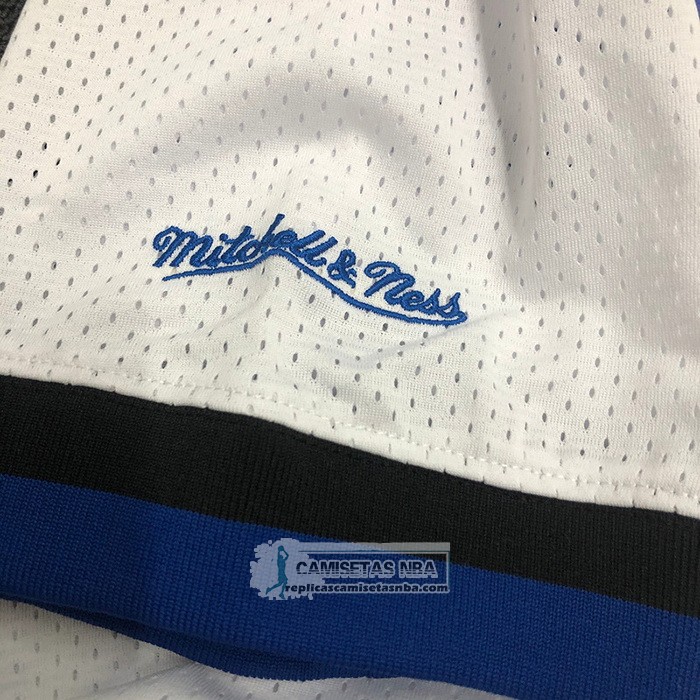 Mitchell & Ness
CAMISETAS NBA
replicascamisetasnba.com